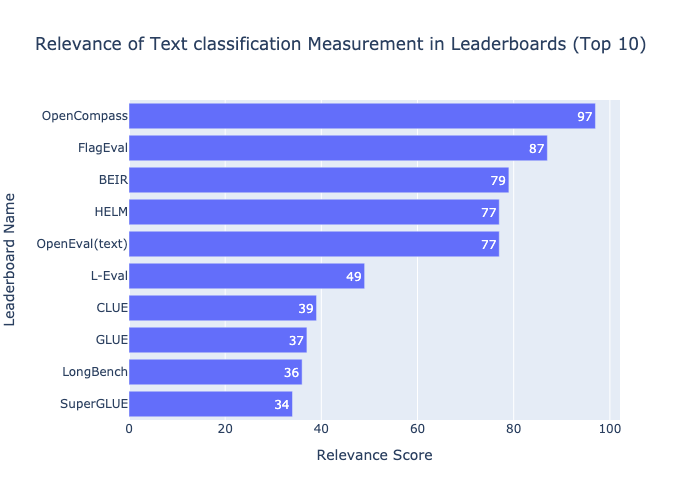 Relevance of Text classification Measurement in Leaderboards (Top 10)
Leaderboard Name
OpenCompass 97
FlagEval 87
BEIR 79
HELM 77
OpenEval(text) 77
L-Eval 49
CLUE 39
GLUE 37
LongBench 36
SuperGLUE 34
0 20 40 60 80 100
Relevance Score